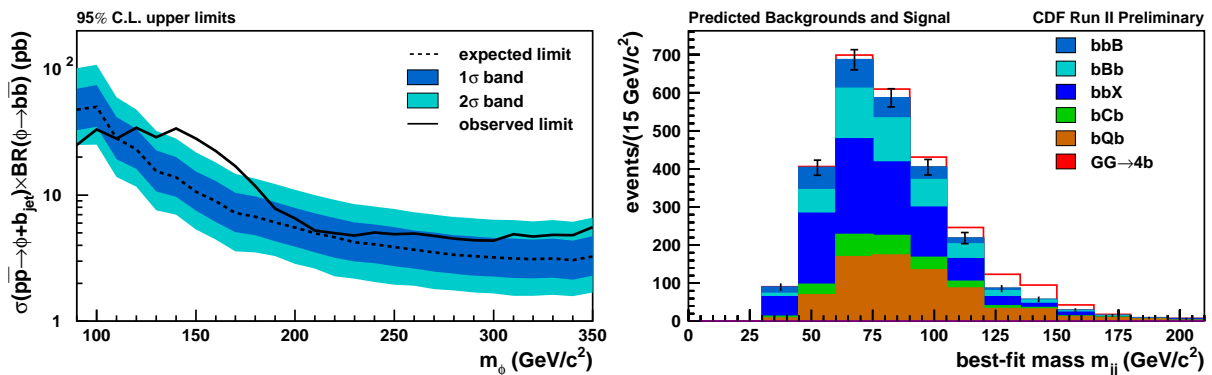 95% C.L. upper limits
σ(pp̅→ϕ+b_jet)×BR(ϕ→bb̅) (pb)
10²
10
1
expected limit
1σ band
2σ band
observed limit
100 150 200 250 300 350
m_ϕ (GeV/c²)
Predicted Backgrounds and Signal CDF Run II Preliminary
events/(15 GeV/c²)
700
600
500
400
300
200
100
0
bbB
bBb
bbX
bCb
bQb
GG→4b
0 25 50 75 100 125 150 175 200
best-fit mass m_jj (GeV/c²)